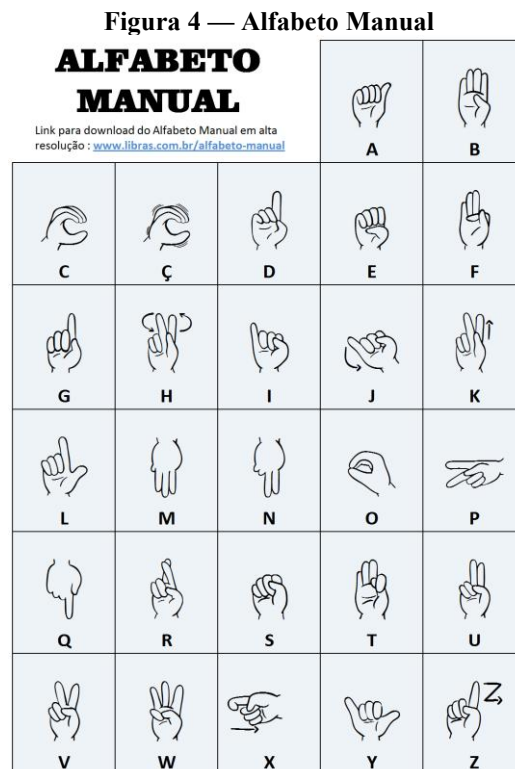 Figura 4 — Alfabeto Manual
ALFABETO
MANUAL
Link para download do Alfabeto Manual em alta
resolução : www.libras.com.br/alfabeto-manual
A B
C Ç D E F
G H I J K
L M N O P
Q R S T U
Z
V W X Y Z